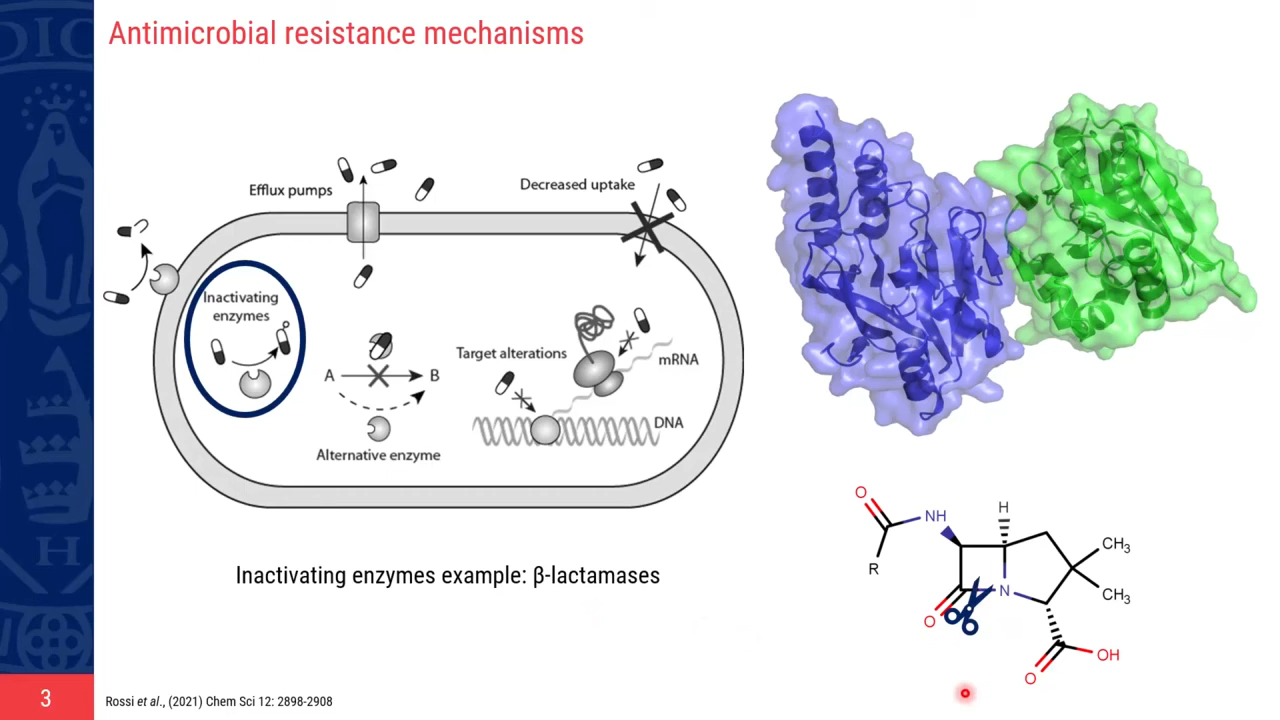 Antimicrobial resistance mechanisms
Efflux pumps
Decreased uptake
Inactivating
enzymes
A
B
Alternative enzyme
Target alterations
mRNA
DNA
Inactivating enzymes example: β-lactamases
O
NH
H
R
O
N
CH3
CH3
O
OH
DIC
H
3
Rossi et al., (2021) Chem Sci 12: 2898-2908